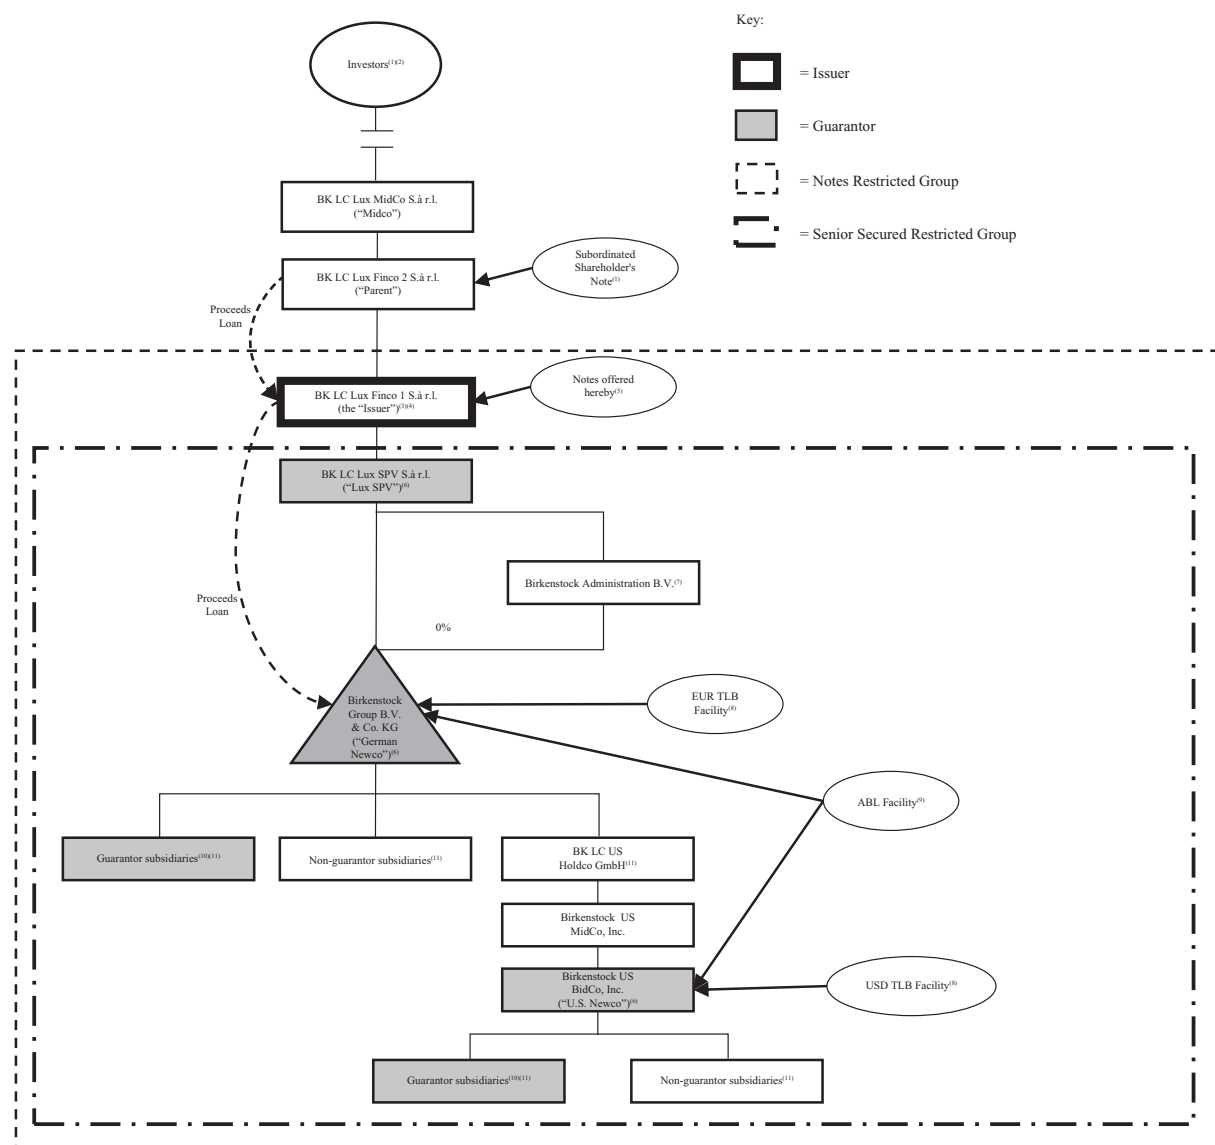 Key:
Investors(1)(2)
= Issuer
= Guarantor
= Notes Restricted Group
= Senior Secured Restricted Group
BK LC Lux MidCo S.à r.l.
(“Midco”)
BK LC Lux Finco 2 S.à r.l.
(“Parent”)
Subordinated
Shareholder's
Note(1)
Proceeds
Loan
BK LC Lux Finco 1 S.à r.l.
(the “Issuer”)(3)(4)
Notes offered
hereby(5)
BK LC Lux SPV S.à r.l.
(“Lux SPV”)(6)
Birkenstock Administration B.V.(7)
Proceeds
Loan
0%
Birkenstock
Group B.V.
& Co. KG
(“German
Newco”)(6)
EUR TLB
Facility(8)
ABL Facility(9)
Guarantor subsidiaries(10)(11)
Non-guarantor subsidiaries(11)
BK LC US
Holdco GmbH(11)
Birkenstock US
MidCo, Inc.
Birkenstock US
BidCo, Inc.
(“U.S. Newco”)(6)
USD TLB Facility(8)
Guarantor subsidiaries(10)(11)
Non-guarantor subsidiaries(11)